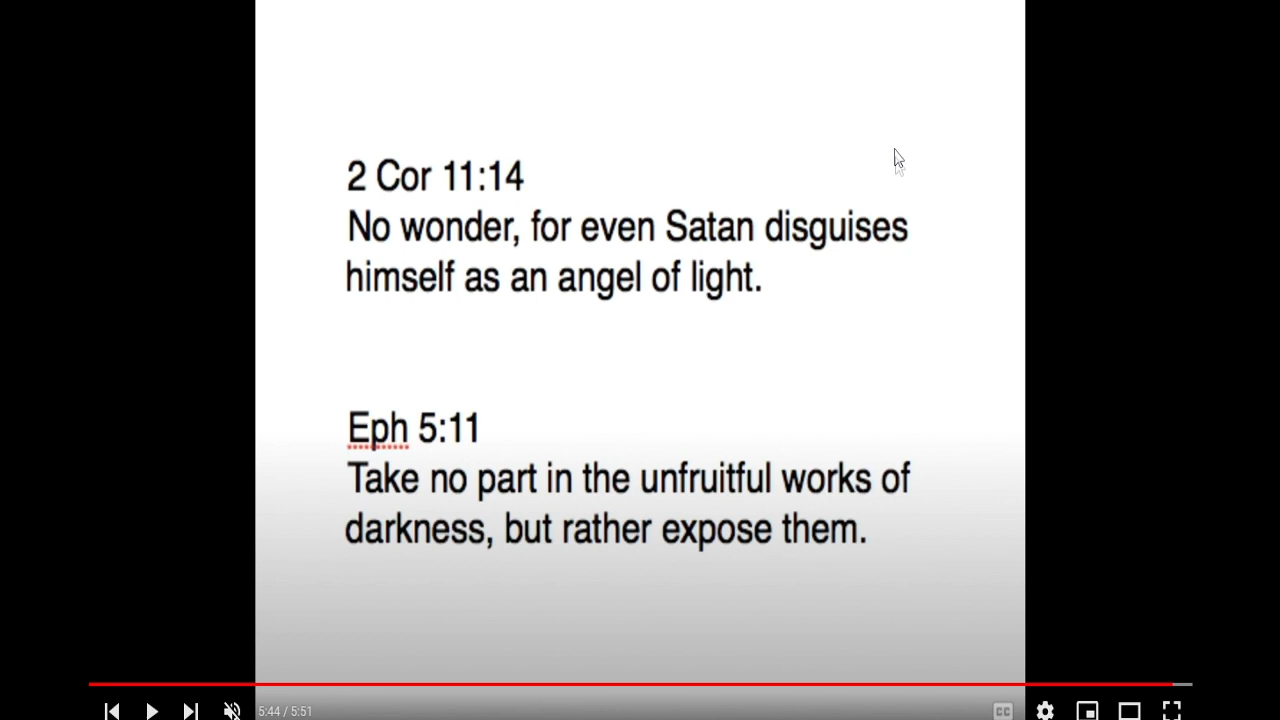 2 Cor 11:14
No wonder, for even Satan disguises
himself as an angel of light.
Eph 5:11
Take no part in the unfruitful works of
darkness, but rather expose them.
5:44 / 5:51
CC